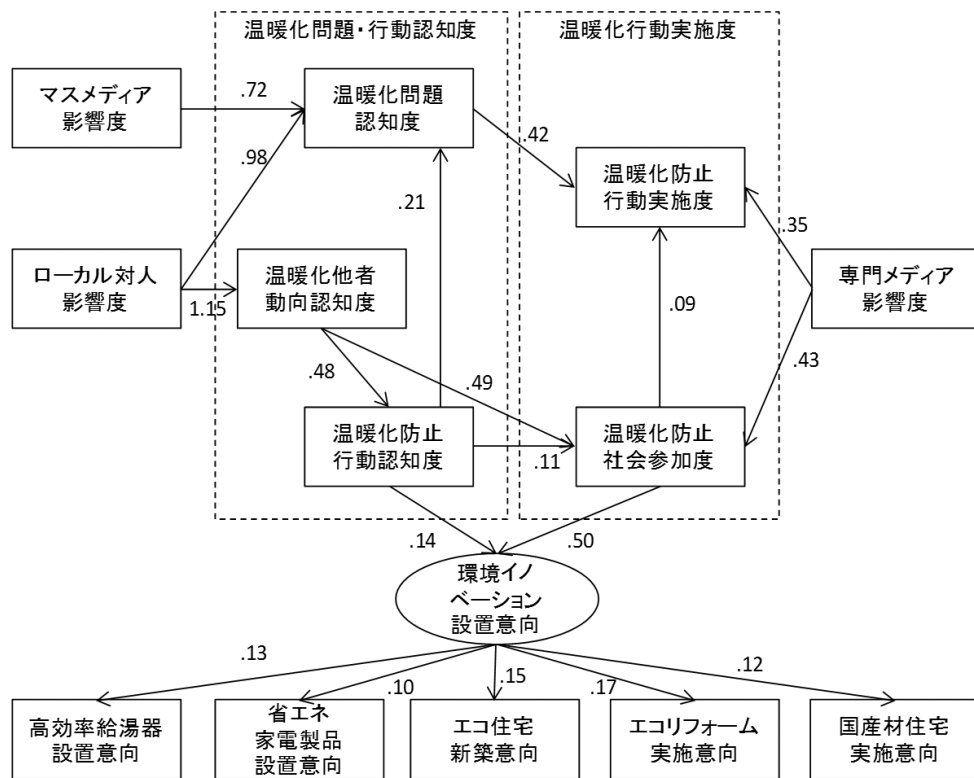 温暖化問題・行動認知度
温暖化行動実施度
マスメディア
影響度
.72
温暖化問題
認知度
.42
.98
温暖化防止
行動実施度
.21
.35
ローカル対人
影響度
1.15
温暖化他者
動向認知度
専門メディア
影響度
.09
.48
.49
.43
温暖化防止
行動認知度
.11
温暖化防止
社会参加度
.14
.50
環境イノ
ベーション
設置意向
.13
.10
.15
.17
.12
高効率給湯器
設置意向
省エネ
家電製品
設置意向
エコ住宅
新築意向
エコリフォーム
実施意向
国産材住宅
実施意向